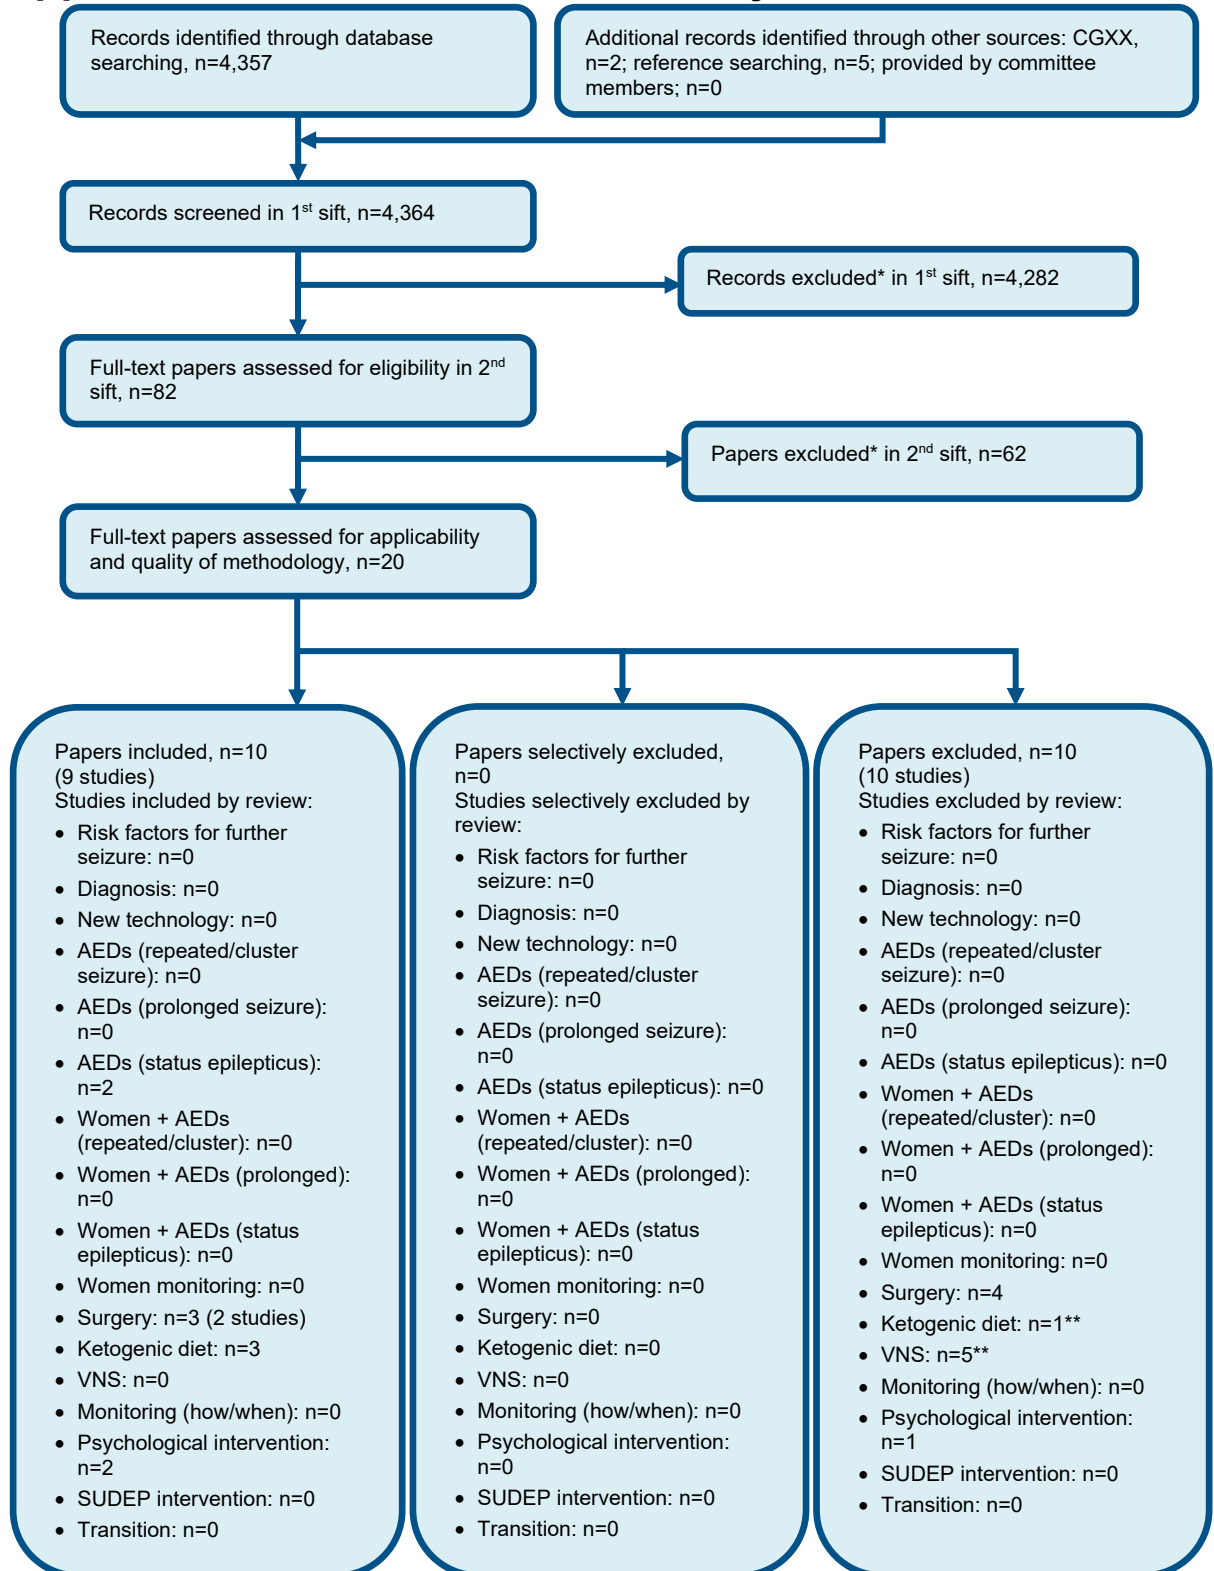 Records identified through database
searching, n=4,357
Additional records identified through other sources: CGXX,
n=2; reference searching, n=5; provided by committee
members; n=0
Records screened in 1st sift, n=4,364
Records excluded* in 1st sift, n=4,282
Full-text papers assessed for eligibility in 2nd
sift, n=82
Papers excluded* in 2nd sift, n=62
Full-text papers assessed for applicability
and quality of methodology, n=20
Papers included, n=10
(9 studies)
Studies included by review:
• Risk factors for further
seizure: n=0
• Diagnosis: n=0
• New technology: n=0
• AEDs (repeated/cluster
seizure): n=0
• AEDs (prolonged seizure):
n=0
• AEDs (status epilepticus):
n=2
• Women + AEDs
(repeated/cluster): n=0
• Women + AEDs (prolonged):
n=0
• Women + AEDs (status
epilepticus): n=0
• Women monitoring: n=0
• Surgery: n=3 (2 studies)
• Ketogenic diet: n=3
• VNS: n=0
• Monitoring (how/when): n=0
• Psychological intervention:
n=2
• SUDEP intervention: n=0
• Transition: n=0
Papers selectively excluded,
n=0
Studies selectively excluded by
review:
• Risk factors for further
seizure: n=0
• Diagnosis: n=0
• New technology: n=0
• AEDs (repeated/cluster
seizure): n=0
• AEDs (prolonged seizure):
n=0
• AEDs (status epilepticus): n=0
• Women + AEDs
(repeated/cluster): n=0
• Women + AEDs (prolonged):
n=0
• Women + AEDs (status
epilepticus): n=0
• Women monitoring: n=0
• Surgery: n=0
• Ketogenic diet: n=0
• VNS: n=0
• Monitoring (how/when): n=0
• Psychological intervention:
n=0
• SUDEP intervention: n=0
• Transition: n=0
Papers excluded, n=10
(10 studies)
Studies excluded by review:
• Risk factors for further
seizure: n=0
• Diagnosis: n=0
• New technology: n=0
• AEDs (repeated/cluster
seizure): n=0
• AEDs (prolonged seizure):
n=0
• AEDs (status epilepticus): n=0
• Women + AEDs
(repeated/cluster): n=0
• Women + AEDs (prolonged):
n=0
• Women + AEDs (status
epilepticus): n=0
• Women monitoring: n=0
• Surgery: n=4
• Ketogenic diet: n=1**
• VNS: n=5**
• Monitoring (how/when): n=0
• Psychological intervention:
n=1
• SUDEP intervention: n=0
• Transition: n=0